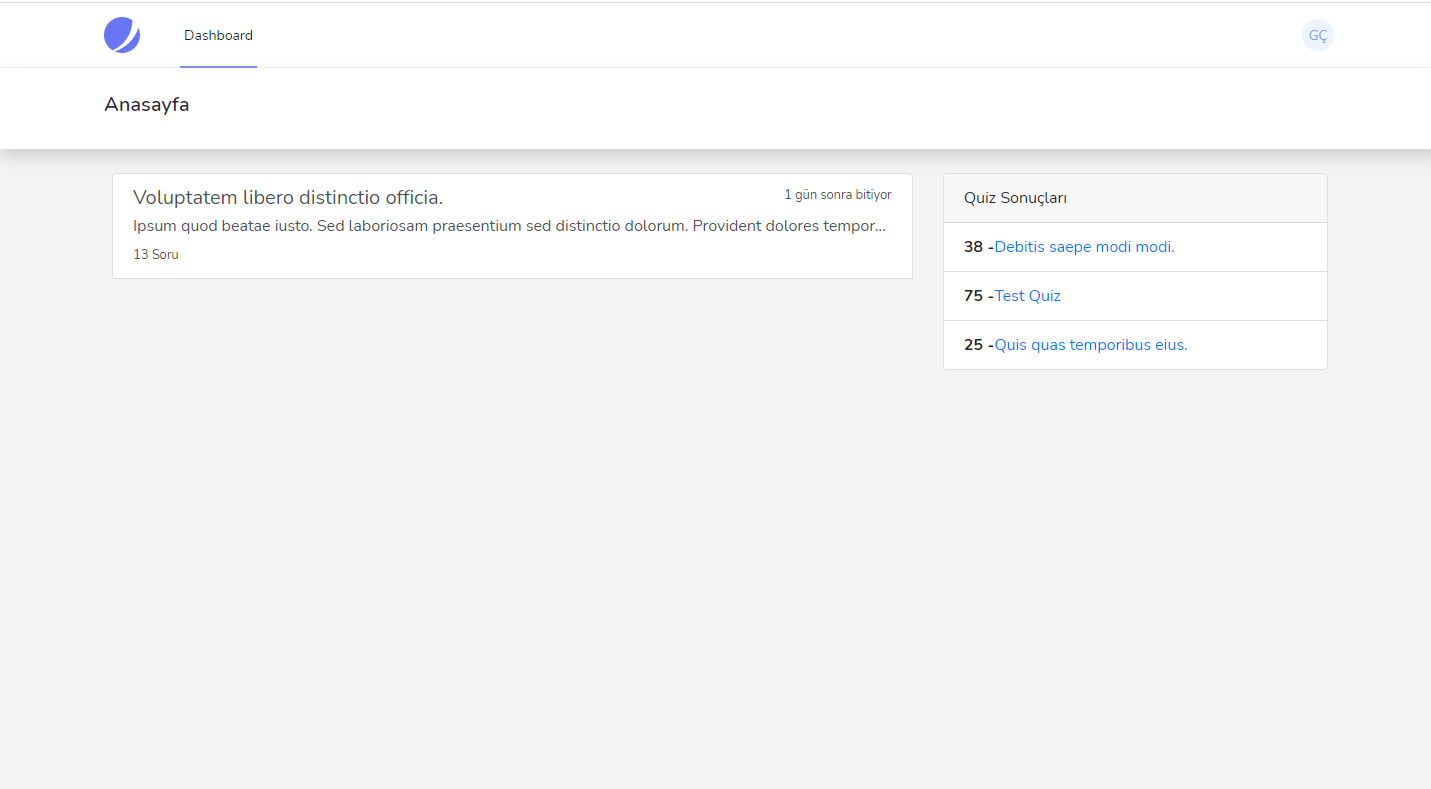 Dashboard
GÇ
Anasayfa
Voluptatem libero distinctio officia.
1 gün sonra bitiyor
Ipsum quod beatae iusto. Sed laboriosam praesentium sed distinctio dolorum. Provident dolores tempor...
13 Soru
Quiz Sonuçları
38 -Debitis saepe modi modi.
75 -Test Quiz
25 -Quis quas temporibus eius.